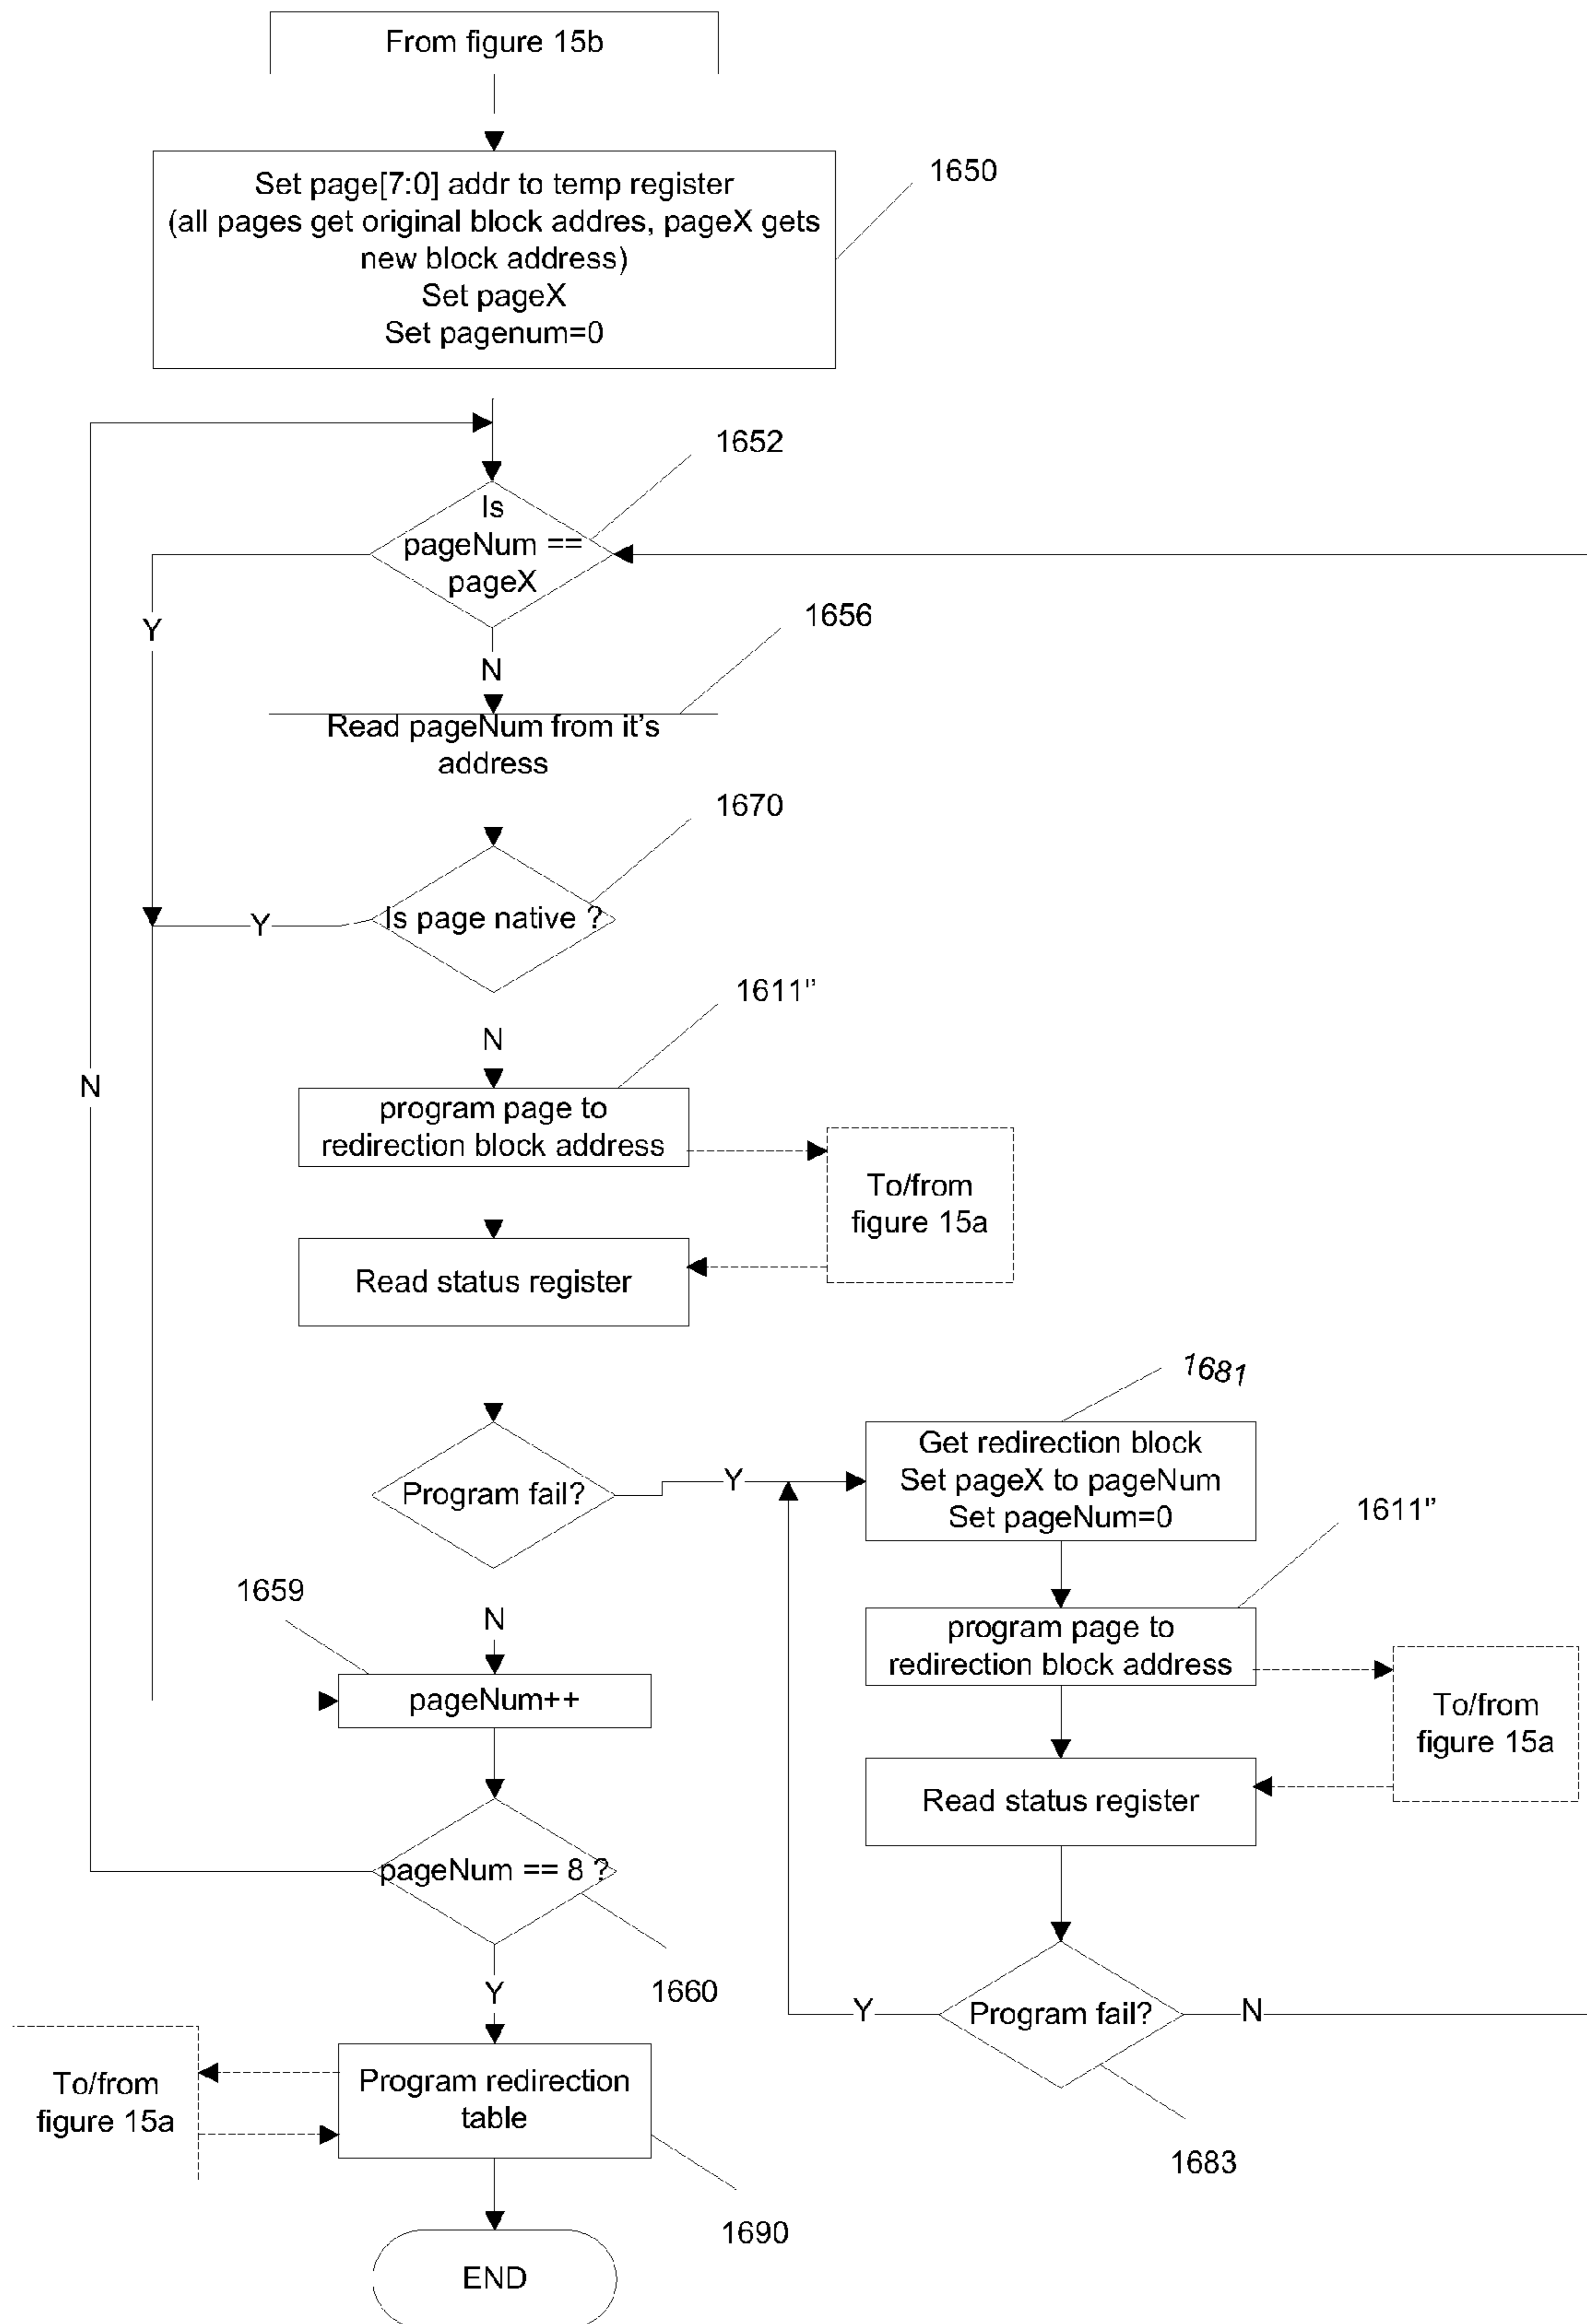 From figure 15b
Set page[7:0] addr to temp register
(all pages get original block addres, pageX gets
new block address)
Set pageX
Set pagenum=0
1650
1652
Is
pageNum ==
pageX
Y
N
1656
Read pageNum from it's
address
1670
Is page native ?
Y
1611"
N
N
program page to
redirection block address
To/from
figure 15a
Read status register
1681
Program fail?
Y
Get redirection block
Set pageX to pageNum
Set pageNum=0
1611"
1659
N
program page to
redirection block address
To/from
figure 15a
pageNum++
Read status register
pageNum == 8 ?
1660
Y
Y
Program fail?
N
To/from
figure 15a
Program redirection
table
1683
1690
END